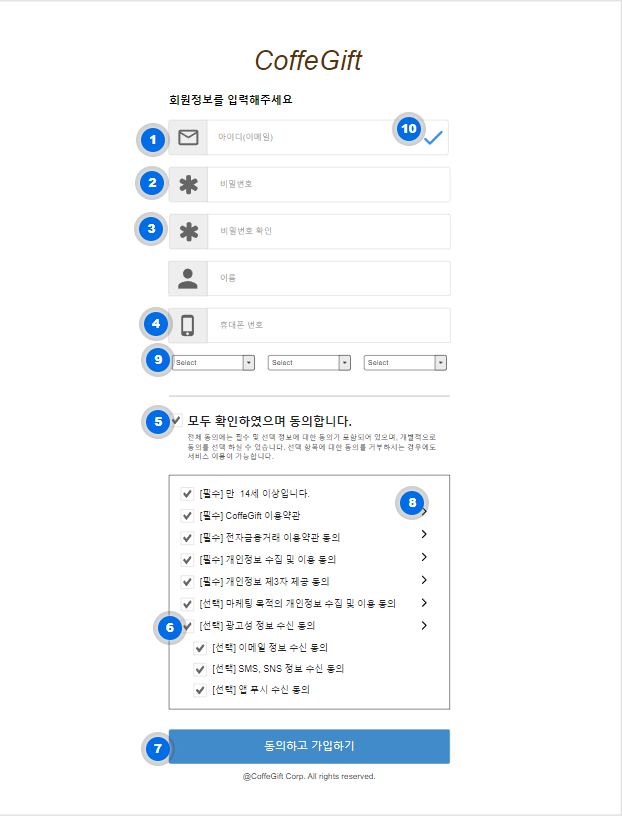 CoffeGift
회원정보를 입력해주세요
1 아이디(이메일) 10
2 비밀번호
3 비밀번호 확인
이름
4 휴대폰 번호
9 Select Select Select
5 모두 확인하였으며 동의합니다.
전체 동의에는 필수 및 선택 정보에 대한 동의가 포함되어 있으며, 개별적으로
동의를 선택 하실 수 있습니다. 선택 항목에 대한 동의를 거부하시는 경우에도
서비스 이용이 가능합니다.
[필수] 만 14세 이상입니다.
8
[필수] CoffeGift 이용약관
[필수] 전자금융거래 이용약관 동의
[필수] 개인정보 수집 및 이용 동의
[필수] 개인정보 제3자 제공 동의
[선택] 마케팅 목적의 개인정보 수집 및 이용 동의
6 [선택] 광고성 정보 수신 동의
[선택] 이메일 정보 수신 동의
[선택] SMS, SNS 정보 수신 동의
[선택] 앱 푸시 수신 동의
7 동의하고 가입하기
@CoffeGift Corp. All rights reserved.